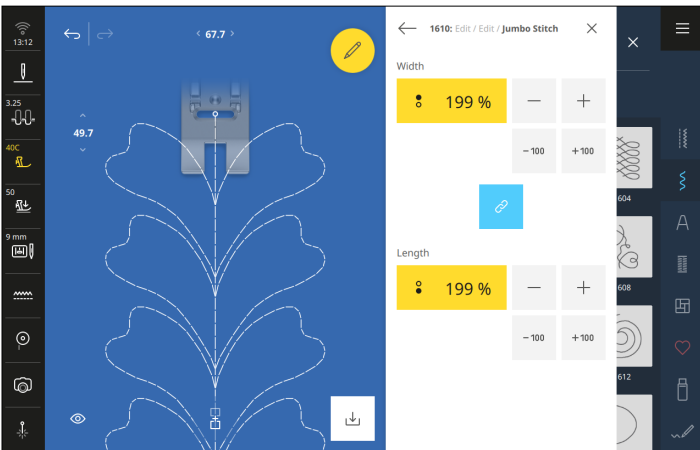 13:12
3.25
40C
50
9 mm
67.7
49.7
1610: Edit / Edit / Jumbo Stitch
Width
199 %
-100
+100
Length
199 %
-100
+100
604
608
612